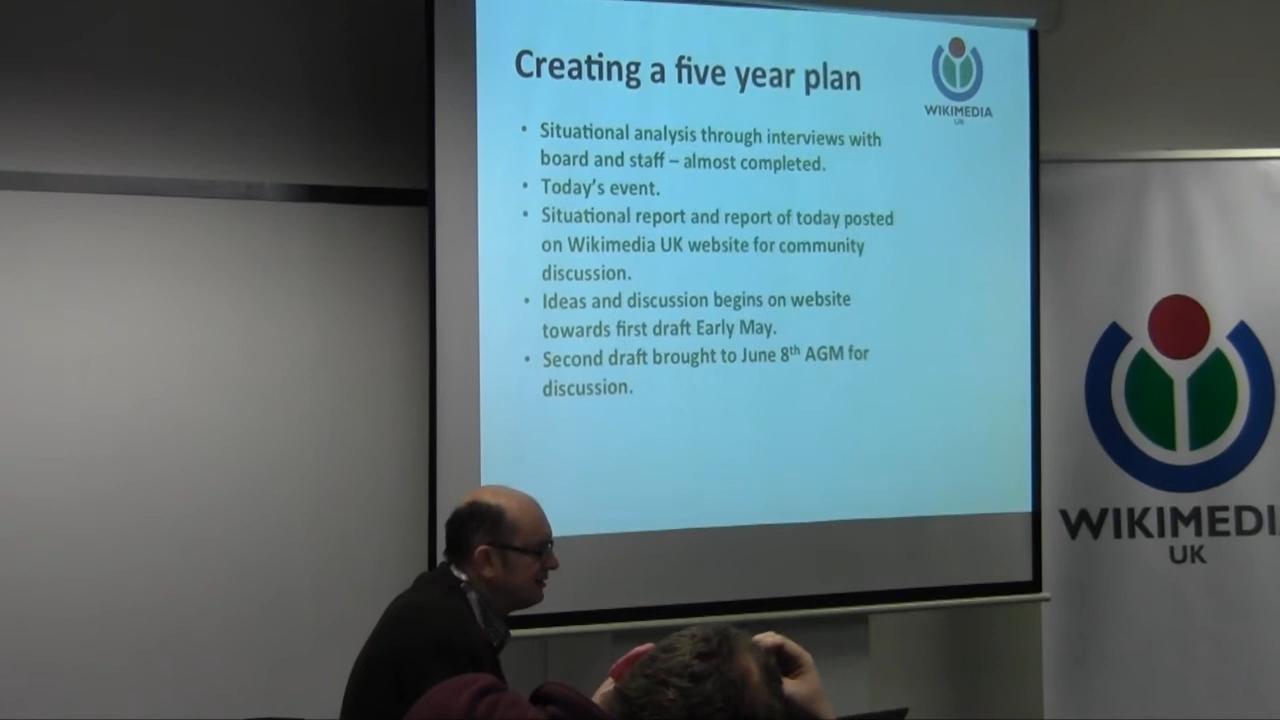 Creating a five year plan
WIKIMEDIA
UK
• Situational analysis through interviews with
board and staff – almost completed.
• Today's event.
• Situational report and report of today posted
on Wikimedia UK website for community
discussion.
• Ideas and discussion begins on website
towards first draft Early May.
• Second draft brought to June 8th AGM for
discussion.
WIKIMEDI
UK